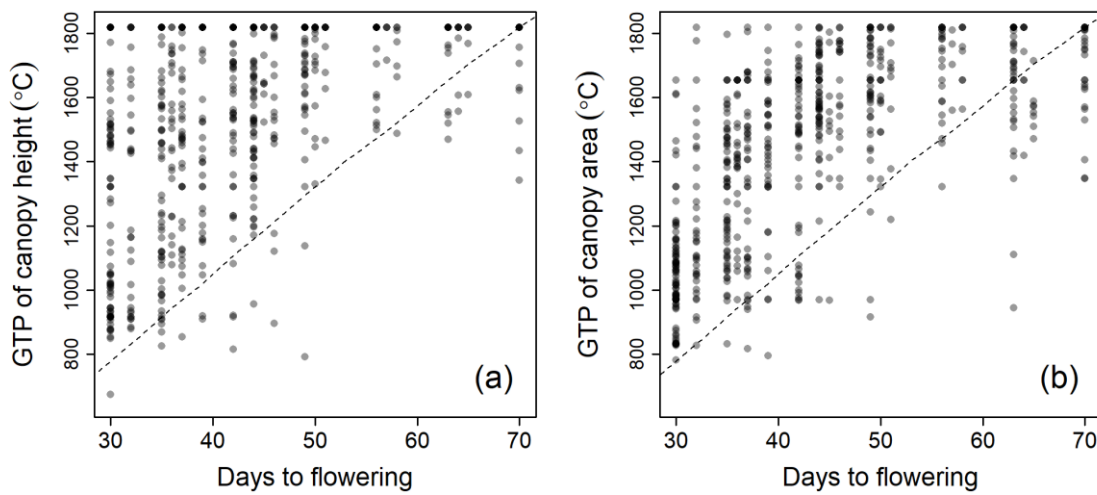 GTP of canopy height (°C)
800 1000 1200 1400 1600 1800
30 40 50 60 70
Days to flowering
(a)
GTP of canopy area (°C)
800 1000 1200 1400 1600 1800
30 40 50 60 70
Days to flowering
(b)